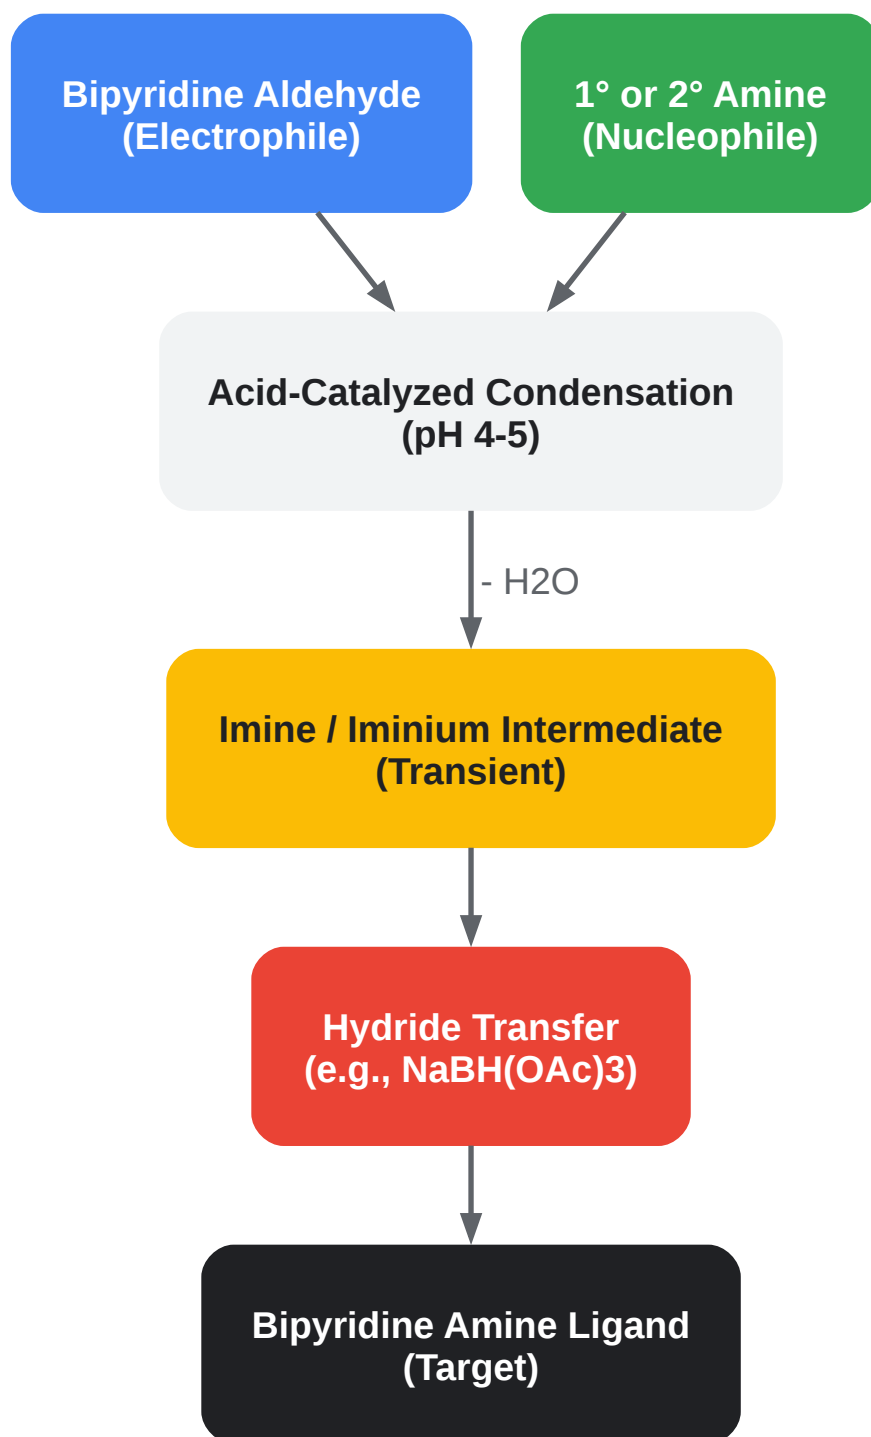 Bipyridine Aldehyde
(Electrophile)
1° or 2° Amine
(Nucleophile)
Acid-Catalyzed Condensation
(pH 4-5)
- H2O
Imine / Iminium Intermediate
(Transient)
Hydride Transfer
(e.g., NaBH(OAc)3)
Bipyridine Amine Ligand
(Target)